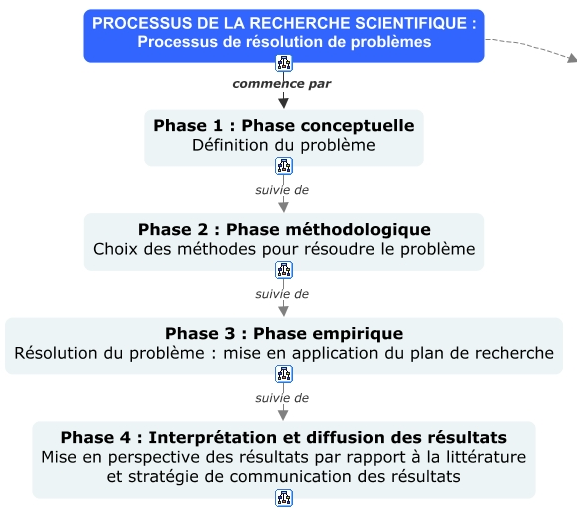 PROCESSUS DE LA RECHERCHE SCIENTIFIQUE :
Processus de résolution de problèmes
commence par
Phase 1 : Phase conceptuelle
Définition du problème
suivie de
Phase 2 : Phase méthodologique
Choix des méthodes pour résoudre le problème
suivie de
Phase 3 : Phase empirique
Résolution du problème : mise en application du plan de recherche
suivie de
Phase 4 : Interprétation et diffusion des résultats
Mise en perspective des résultats par rapport à la littérature
et stratégie de communication des résultats